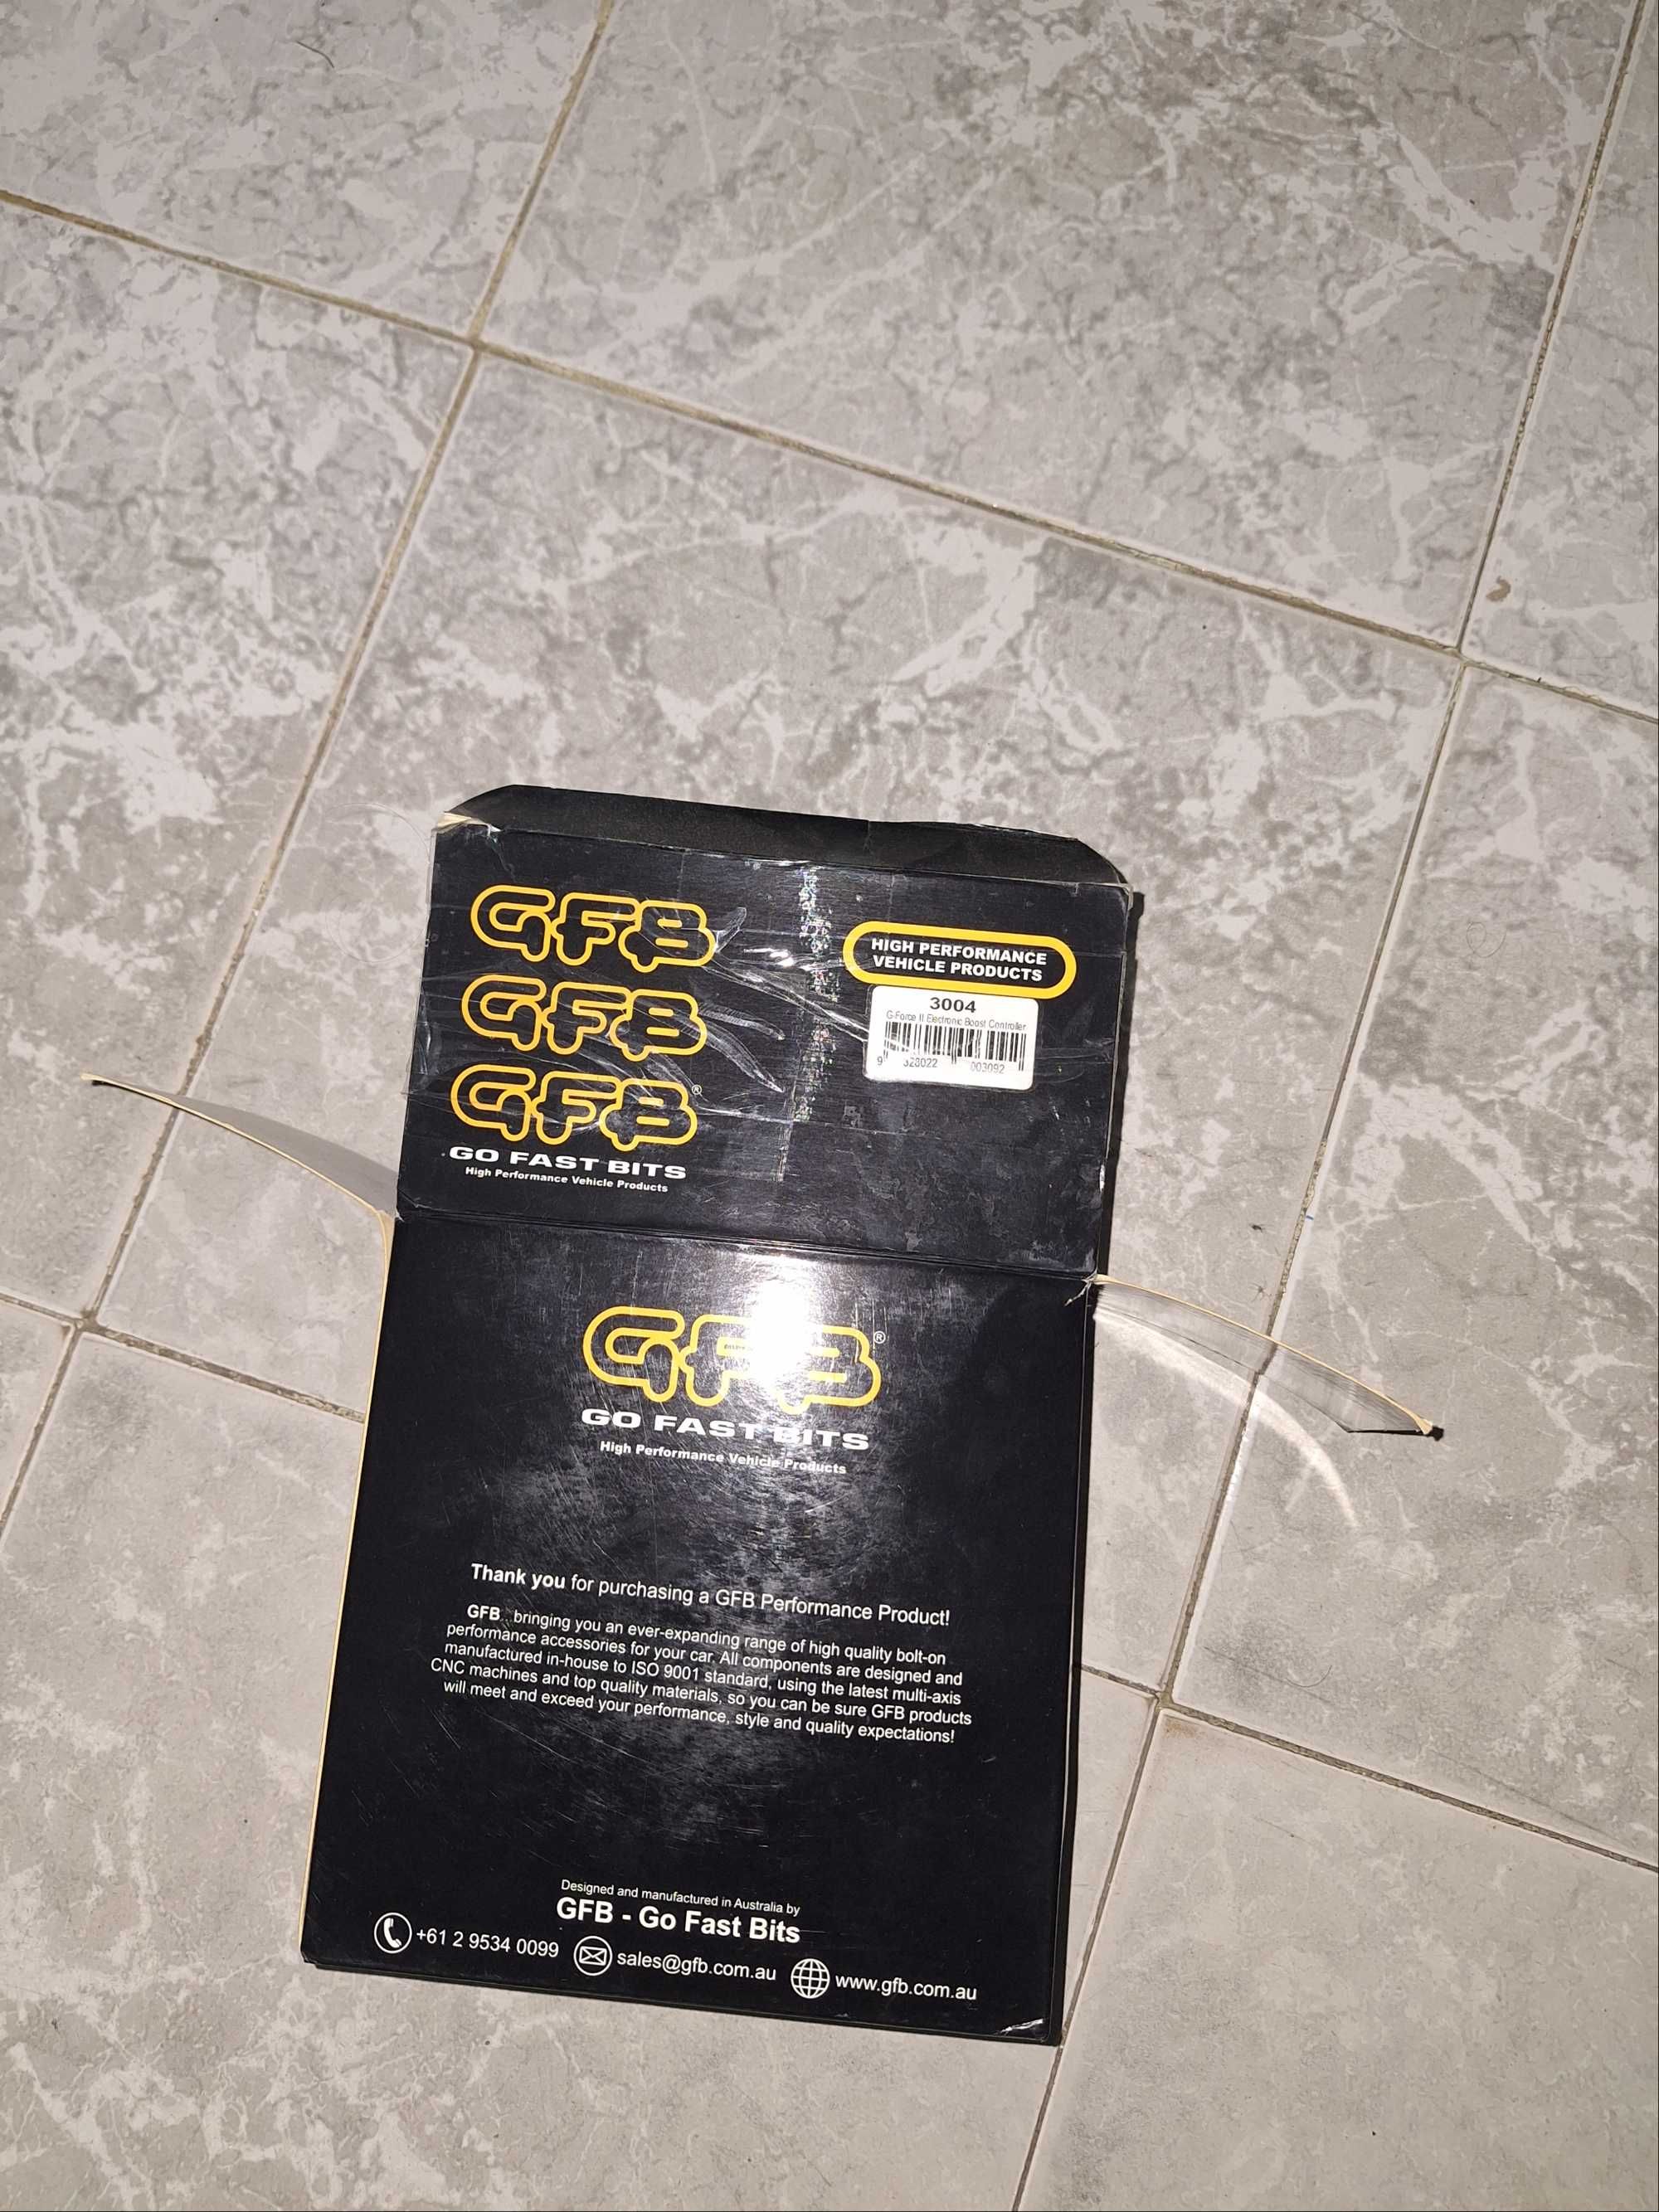 GFB
GFB
GFB®
GO FAST BITS
High Performance Vehicle Products
HIGH PERFORMANCE
VEHICLE PRODUCTS
3004
G-Force II Electronic Boost Controller
9 328022 003092
GFB®
GO FAST BITS
High Performance Vehicle Products
Thank you for purchasing a GFB Performance Product!
GFB...bringing you an ever-expanding range of high quality bolt-on
performance accessories for your car. All components are designed and
manufactured in-house to ISO 9001 standard, using the latest multi-axis
CNC machines and top quality materials, so you can be sure GFB products
will meet and exceed your performance, style and quality expectations!
Designed and manufactured in Australia by
GFB - Go Fast Bits
+61 2 9534 0099 sales@gfb.com.au www.gfb.com.au